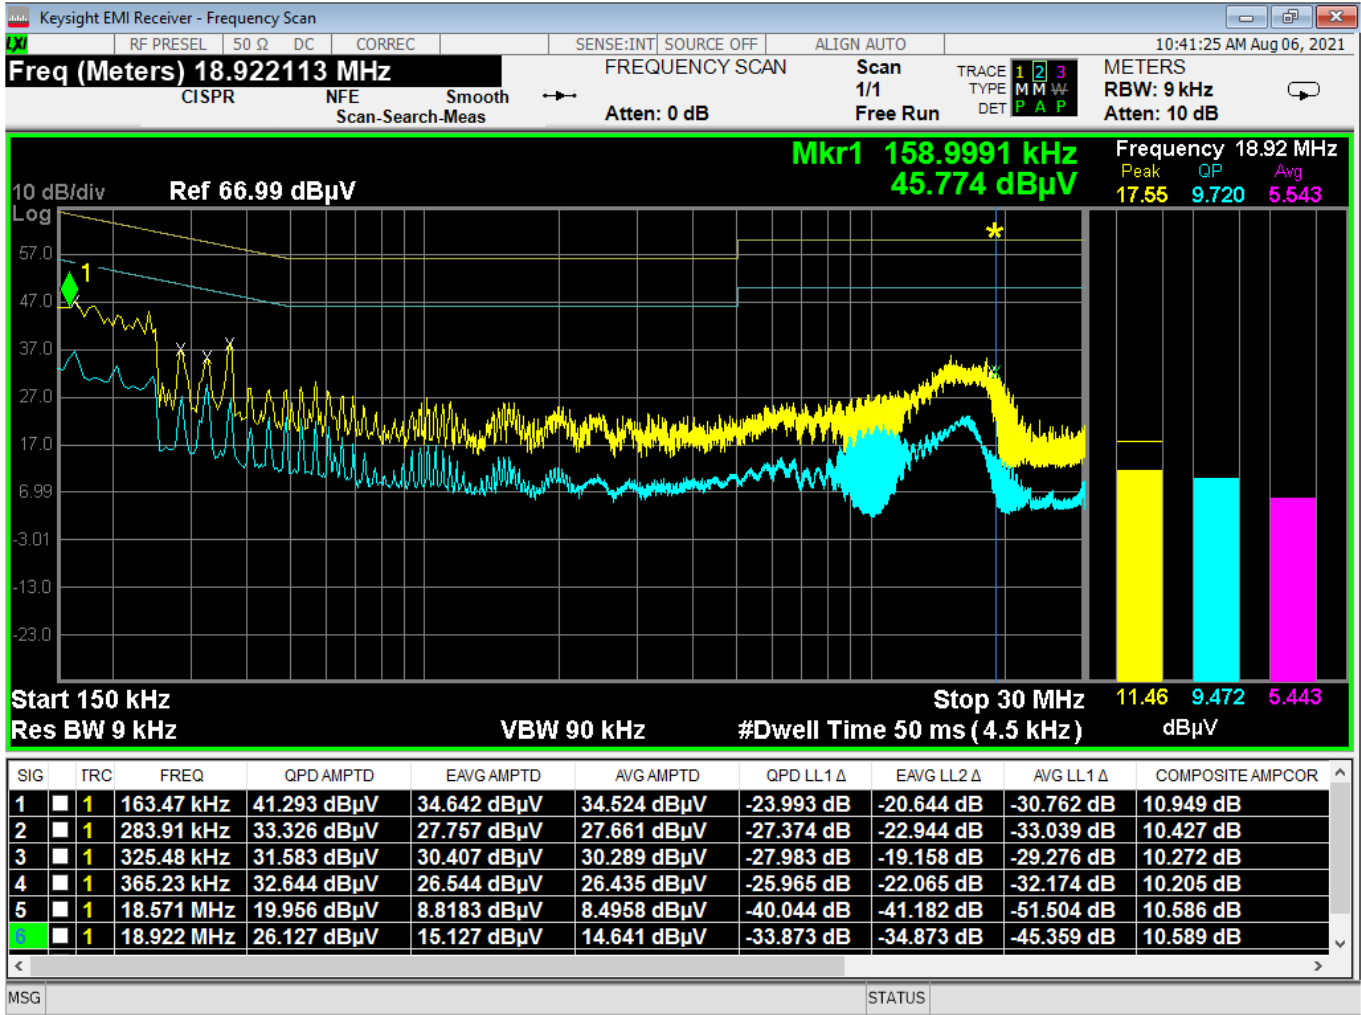 Keysight EMI Receiver - Frequency Scan
LXI RF PRESEL 50 Ω DC CORREC SENSE:INT SOURCE OFF ALIGN AUTO 10:41:25 AM Aug 06, 2021
Freq (Meters) 18.922113 MHz FREQUENCY SCAN Scan TRACE 1 2 3 METERS
CISPR NFE Smooth 1/1 TYPE M M W RBW: 9 kHz
Scan-Search-Meas Atten: 0 dB Free Run DET P A P Atten: 10 dB
Mkr1 158.9991 kHz Frequency 18.92 MHz
45.774 dBµV Peak QP Avg
10 dB/div Ref 66.99 dBµV 17.55 9.720 5.543
Log
57.0
1
47.0
37.0
27.0
17.0
6.99
-3.01
-13.0
-23.0
Start 150 kHz Stop 30 MHz 11.46 9.472 5.443
Res BW 9 kHz VBW 90 kHz #Dwell Time 50 ms (4.5 kHz) dBµV
SIG TRC FREQ QPD AMPTD EAVG AMPTD AVG AMPTD QPD LL1 Δ EAVG LL2 Δ AVG LL1 Δ COMPOSITE AMPCOR
1 1 163.47 kHz 41.293 dBµV 34.642 dBµV 34.524 dBµV -23.993 dB -20.644 dB -30.762 dB 10.949 dB
2 1 283.91 kHz 33.326 dBµV 27.757 dBµV 27.661 dBµV -27.374 dB -22.944 dB -33.039 dB 10.427 dB
3 1 325.48 kHz 31.583 dBµV 30.407 dBµV 30.289 dBµV -27.983 dB -19.158 dB -29.276 dB 10.272 dB
4 1 365.23 kHz 32.644 dBµV 26.544 dBµV 26.435 dBµV -25.965 dB -22.065 dB -32.174 dB 10.205 dB
5 1 18.571 MHz 19.956 dBµV 8.8183 dBµV 8.4958 dBµV -40.044 dB -41.182 dB -51.504 dB 10.586 dB
6 1 18.922 MHz 26.127 dBµV 15.127 dBµV 14.641 dBµV -33.873 dB -34.873 dB -45.359 dB 10.589 dB
MSG STATUS